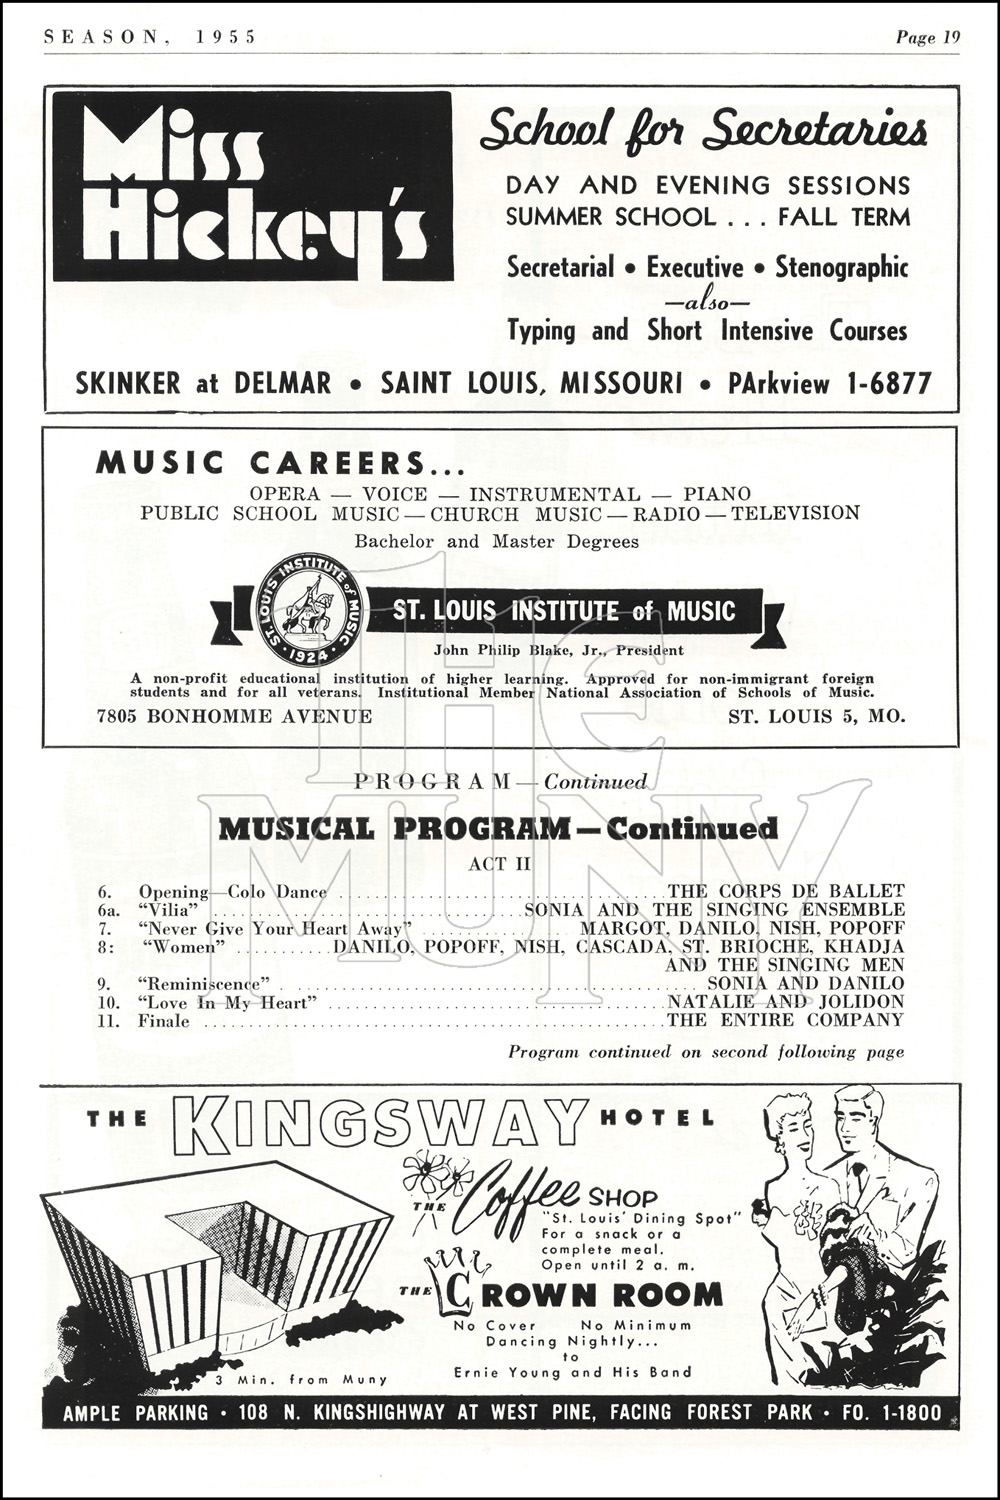 SEASON, 1955 Page 19
Miss
Hickey's
School for Secretaries
DAY AND EVENING SESSIONS
SUMMER SCHOOL . . . FALL TERM
Secretarial • Executive • Stenographic
—also—
Typing and Short Intensive Courses
SKINKER at DELMAR • SAINT LOUIS, MISSOURI • PArkview 1-6877
MUSIC CAREERS...
OPERA — VOICE — INSTRUMENTAL — PIANO
PUBLIC SCHOOL MUSIC — CHURCH MUSIC — RADIO — TELEVISION
Bachelor and Master Degrees
ST. LOUIS INSTITUTE of MUSIC
• 1924 •
ST. LOUIS INSTITUTE of MUSIC
John Philip Blake, Jr., President
A non-profit educational institution of higher learning. Approved for non-immigrant foreign
students and for all veterans. Institutional Member National Association of Schools of Music.
7805 BONHOMME AVENUE ST. LOUIS 5, MO.
THE
MUNY
PROGRAM—Continued
MUSICAL PROGRAM—Continued
ACT II
6. Opening—Colo Dance ..... THE CORPS DE BALLET
6a. “Vilia” ..... SONIA AND THE SINGING ENSEMBLE
7. “Never Give Your Heart Away” ..... MARGOT, DANILO, NISH, POPOFF
8: “Women” ..... DANILO, POPOFF, NISH, CASCADA, ST. BRIOCHE, KHADJA
AND THE SINGING MEN
9. “Reminiscence” ..... SONIA AND DANILO
10. “Love In My Heart” ..... NATALIE AND JOLIDON
11. Finale ..... THE ENTIRE COMPANY
Program continued on second following page
THE KINGSWAY HOTEL
THE Coffee SHOP
"St. Louis' Dining Spot"
For a snack or a
complete meal.
Open until 2 a. m.
THE CROWN ROOM
No Cover No Minimum
Dancing Nightly...
to
Ernie Young and His Band
3 Min. from Muny
AMPLE PARKING • 108 N. KINGSHIGHWAY AT WEST PINE, FACING FOREST PARK • FO. 1-1800